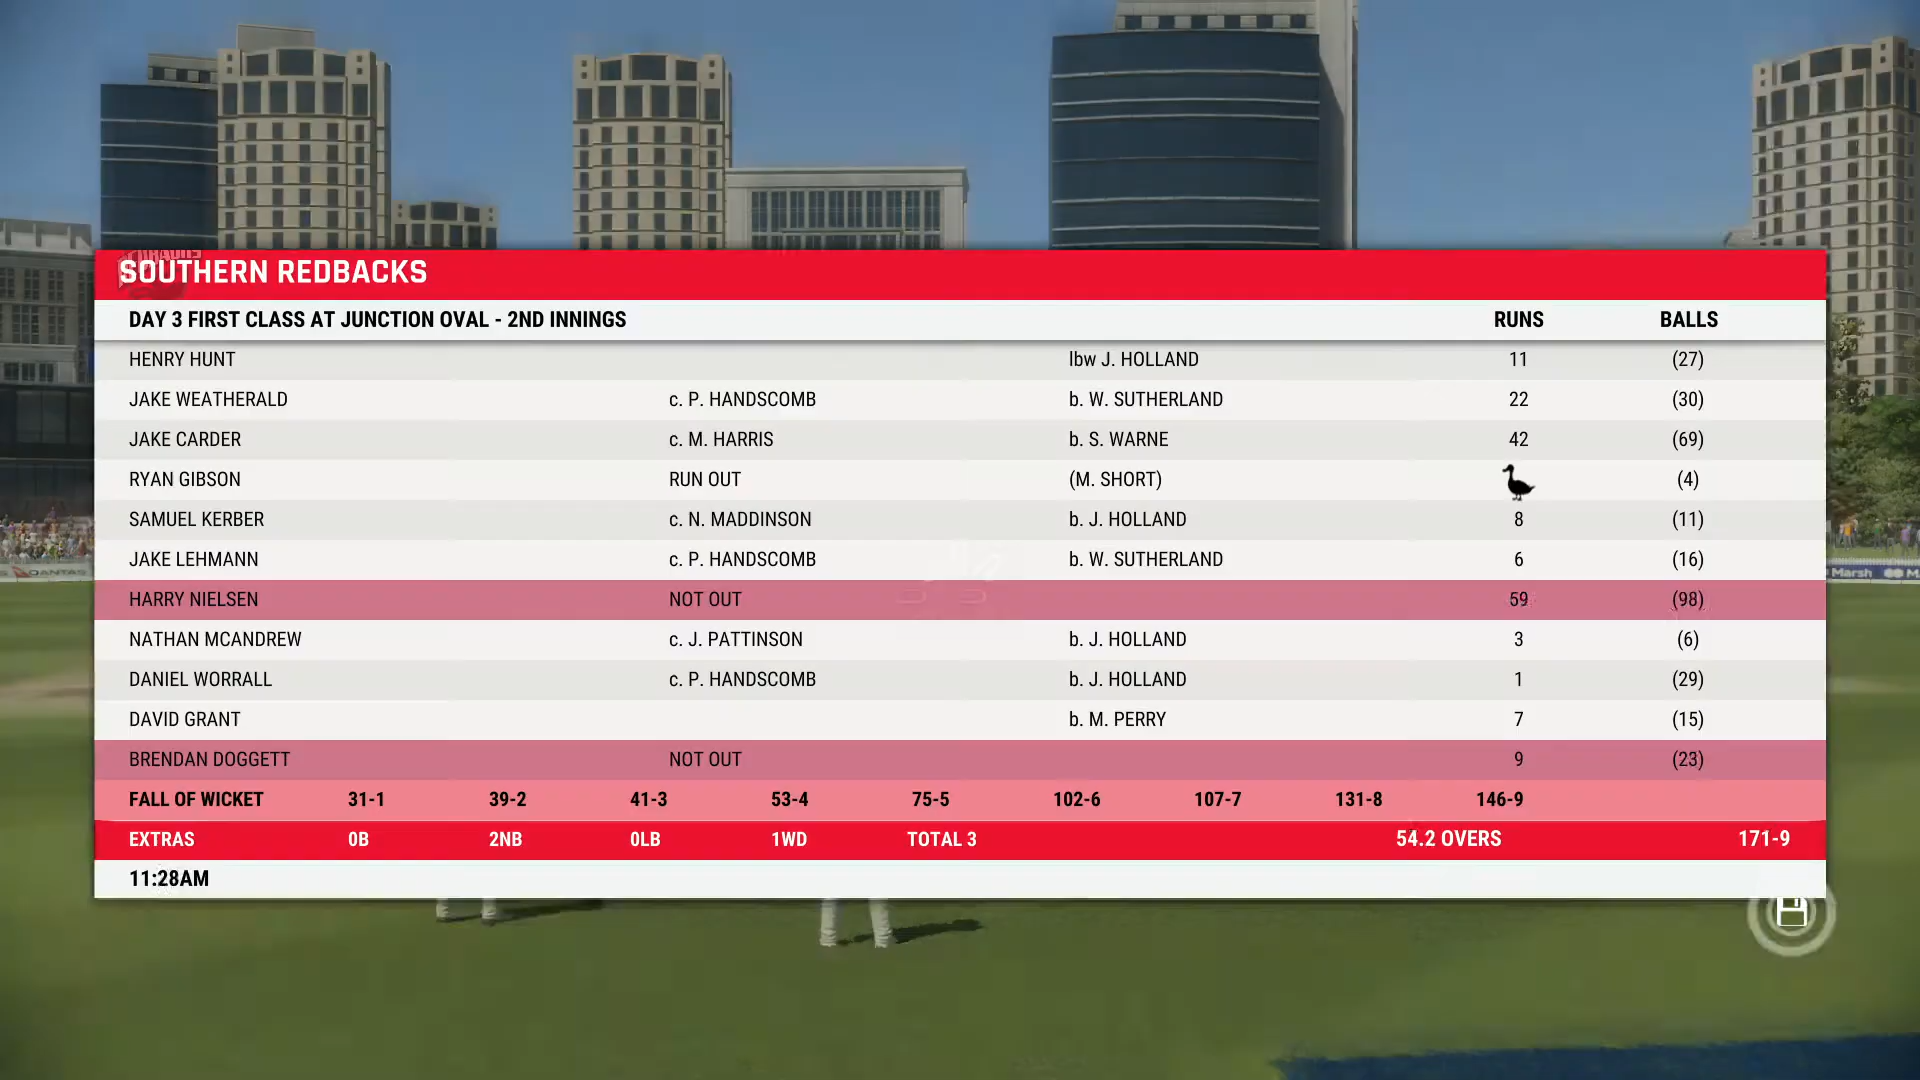 SOUTHERN REDBACKS
DAY 3 FIRST CLASS AT JUNCTION OVAL - 2ND INNINGS RUNS BALLS
HENRY HUNT lbw J. HOLLAND 11 (27)
JAKE WEATHERALD c. P. HANDSCOMB b. W. SUTHERLAND 22 (30)
JAKE CARDER c. M. HARRIS b. S. WARNE 42 (69)
RYAN GIBSON RUN OUT (M. SHORT) (4)
SAMUEL KERBER c. N. MADDINSON b. J. HOLLAND 8 (11)
JAKE LEHMANN c. P. HANDSCOMB b. W. SUTHERLAND 6 (16)
HARRY NIELSEN NOT OUT 59 (98)
NATHAN MCANDREW c. J. PATTINSON b. J. HOLLAND 3 (6)
DANIEL WORRALL c. P. HANDSCOMB b. J. HOLLAND 1 (29)
DAVID GRANT b. M. PERRY 7 (15)
BRENDAN DOGGETT NOT OUT 9 (23)
FALL OF WICKET 31-1 39-2 41-3 53-4 75-5 102-6 107-7 131-8 146-9
EXTRAS 0B 2NB 0LB 1WD TOTAL 3 54.2 OVERS 171-9
11:28AM
QANTAS
Marsh